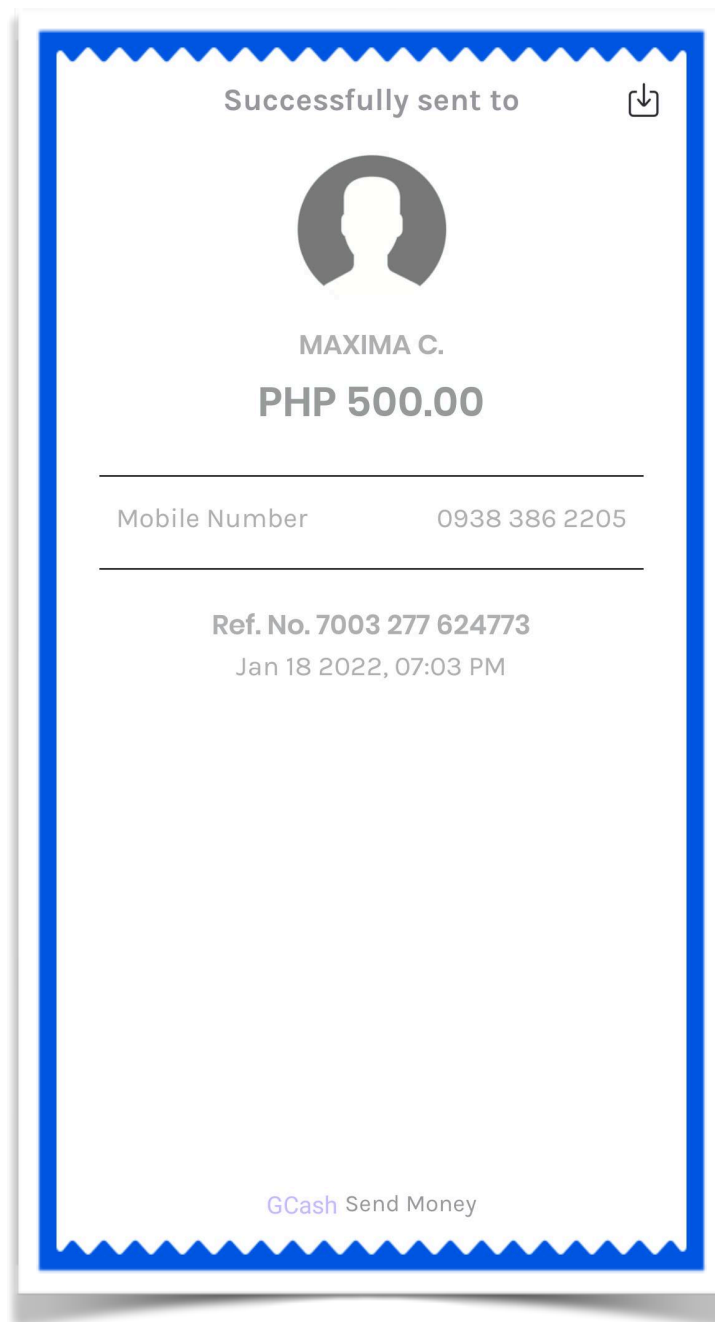 Successfully sent to
MAXIMA C.
PHP 500.00
Mobile Number 0938 386 2205
Ref. No. 7003 277 624773
Jan 18 2022, 07:03 PM
GCash Send Money